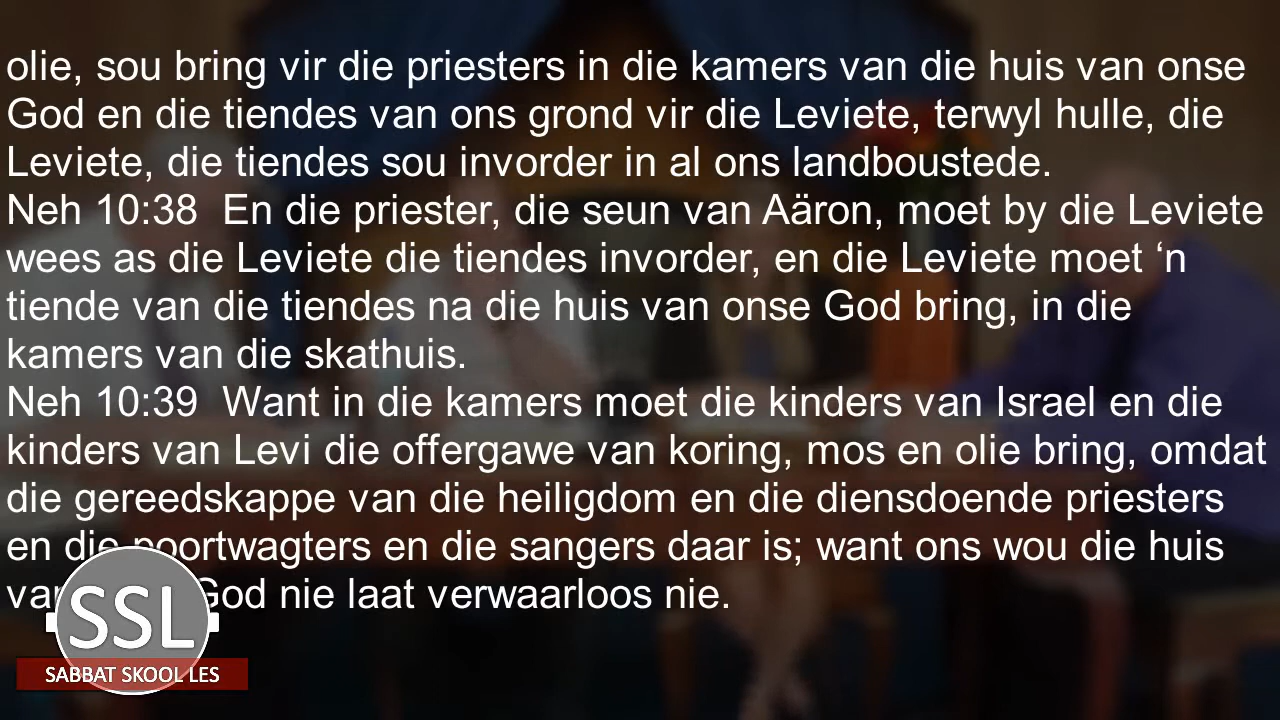 olie, sou bring vir die priesters in die kamers van die huis van onse
God en die tiendes van ons grond vir die Leviete, terwyl hulle, die
Leviete, die tiendes sou invorder in al ons landboustede.
Neh 10:38  En die priester, die seun van Aäron, moet by die Leviete
wees as die Leviete die tiendes invorder, en die Leviete moet ‘n
tiende van die tiendes na die huis van onse God bring, in die
kamers van die skathuis.
Neh 10:39  Want in die kamers moet die kinders van Israel en die
kinders van Levi die offergawe van koring, mos en olie bring, omdat
die gereedskappe van die heiligdom en die diensdoende priesters
en die poortwagters en die sangers daar is; want ons wou die huis
God nie laat verwaarloos nie.
SSL
SABBAT SKOOL LES